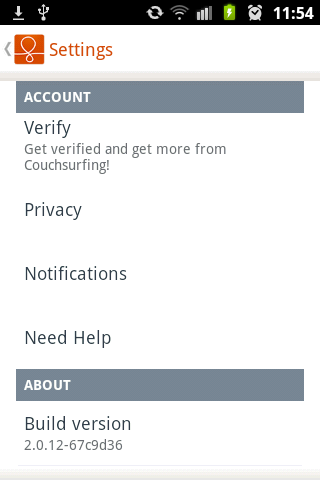 11:54
Settings
ACCOUNT
Verify
Get verified and get more from
Couchsurfing!
Privacy
Notifications
Need Help
ABOUT
Build version
2.0.12-67c9d36